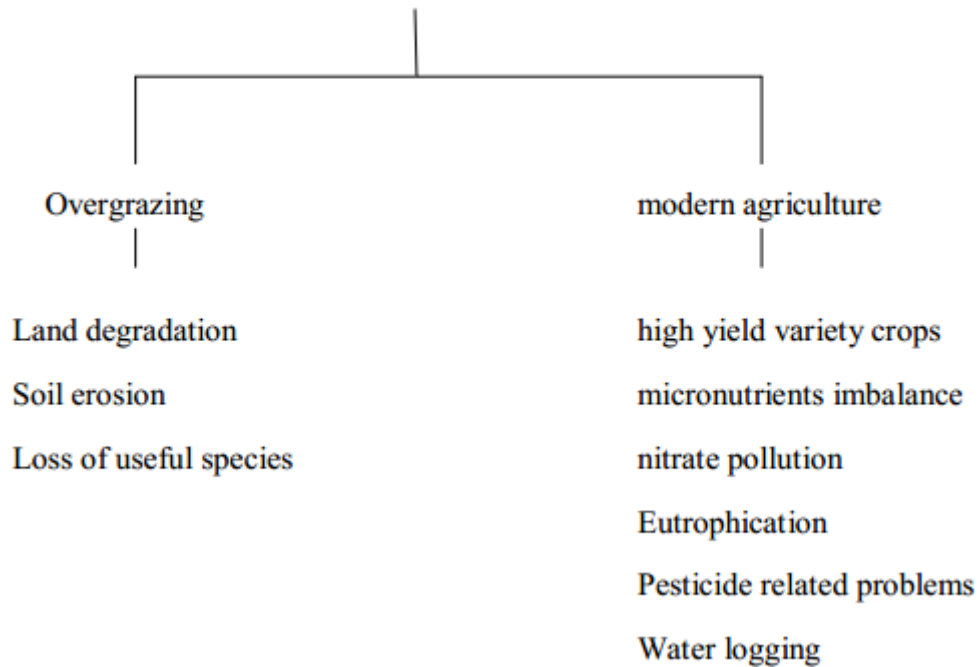 Overgrazing
modern agriculture
Land degradation
high yield variety crops
Soil erosion
micronutrients imbalance
Loss of useful species
nitrate pollution
Eutrophication
Pesticide related problems
Water logging